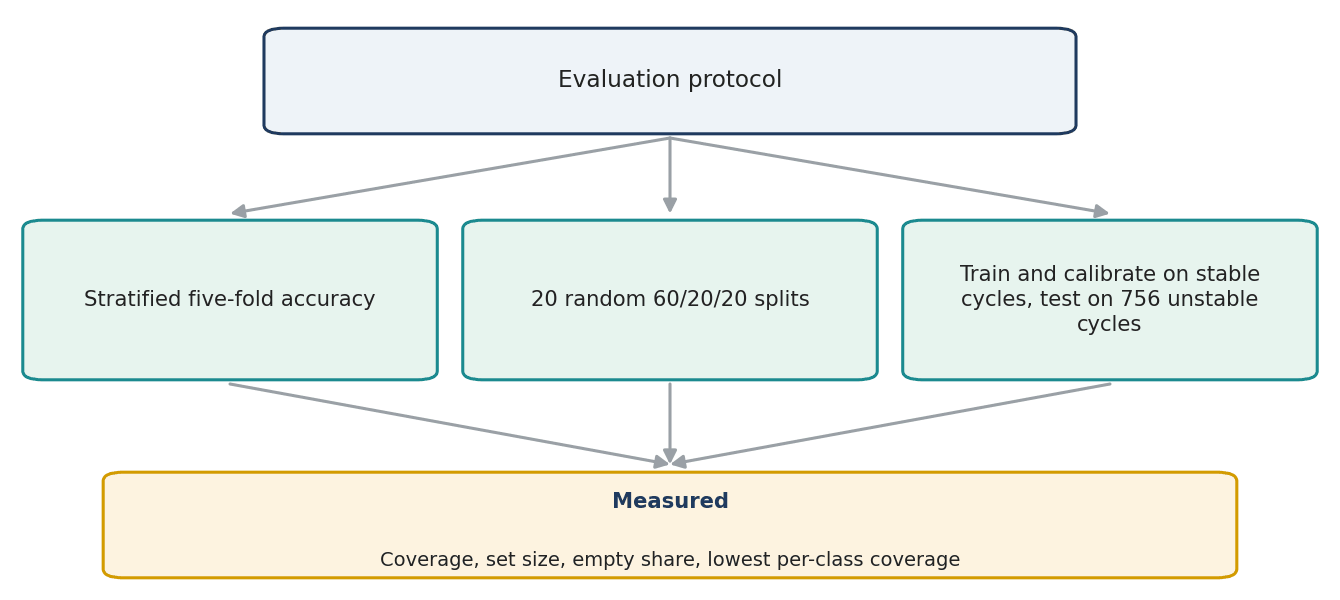 Evaluation protocol
Stratified five-fold accuracy
20 random 60/20/20 splits
Train and calibrate on stable
cycles, test on 756 unstable
cycles
Measured
Coverage, set size, empty share, lowest per-class coverage